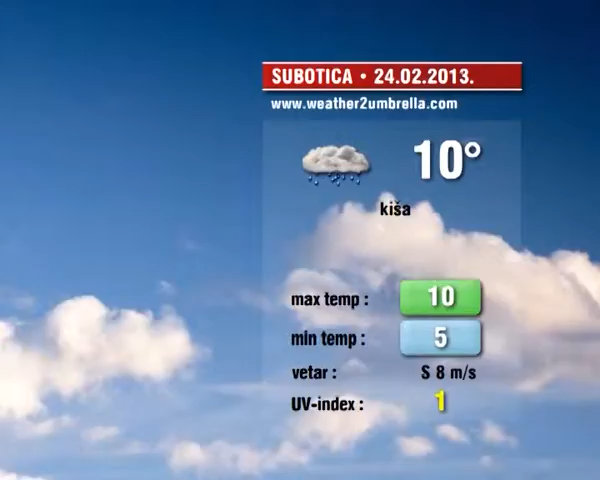 SUBOTICA • 24.02.2013.
www.weather2umbrella.com
10°
kiša
max temp : 10
min temp : 5
vetar : S 8 m/s
UV-index : 1